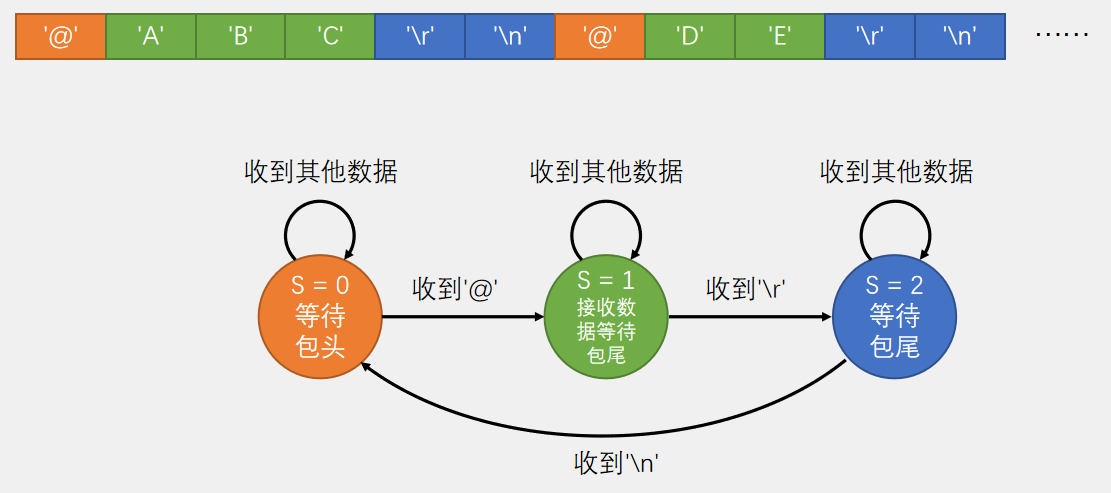 '@' 'A' 'B' 'C' '\r' '\n' '@' 'D' 'E' '\r' '\n' ······
收到其他数据 收到其他数据 收到其他数据
S = 0
等待
包头
收到'@'
S = 1
接收数
据等待
包尾
收到'\r'
S = 2
等待
包尾
收到'\n'